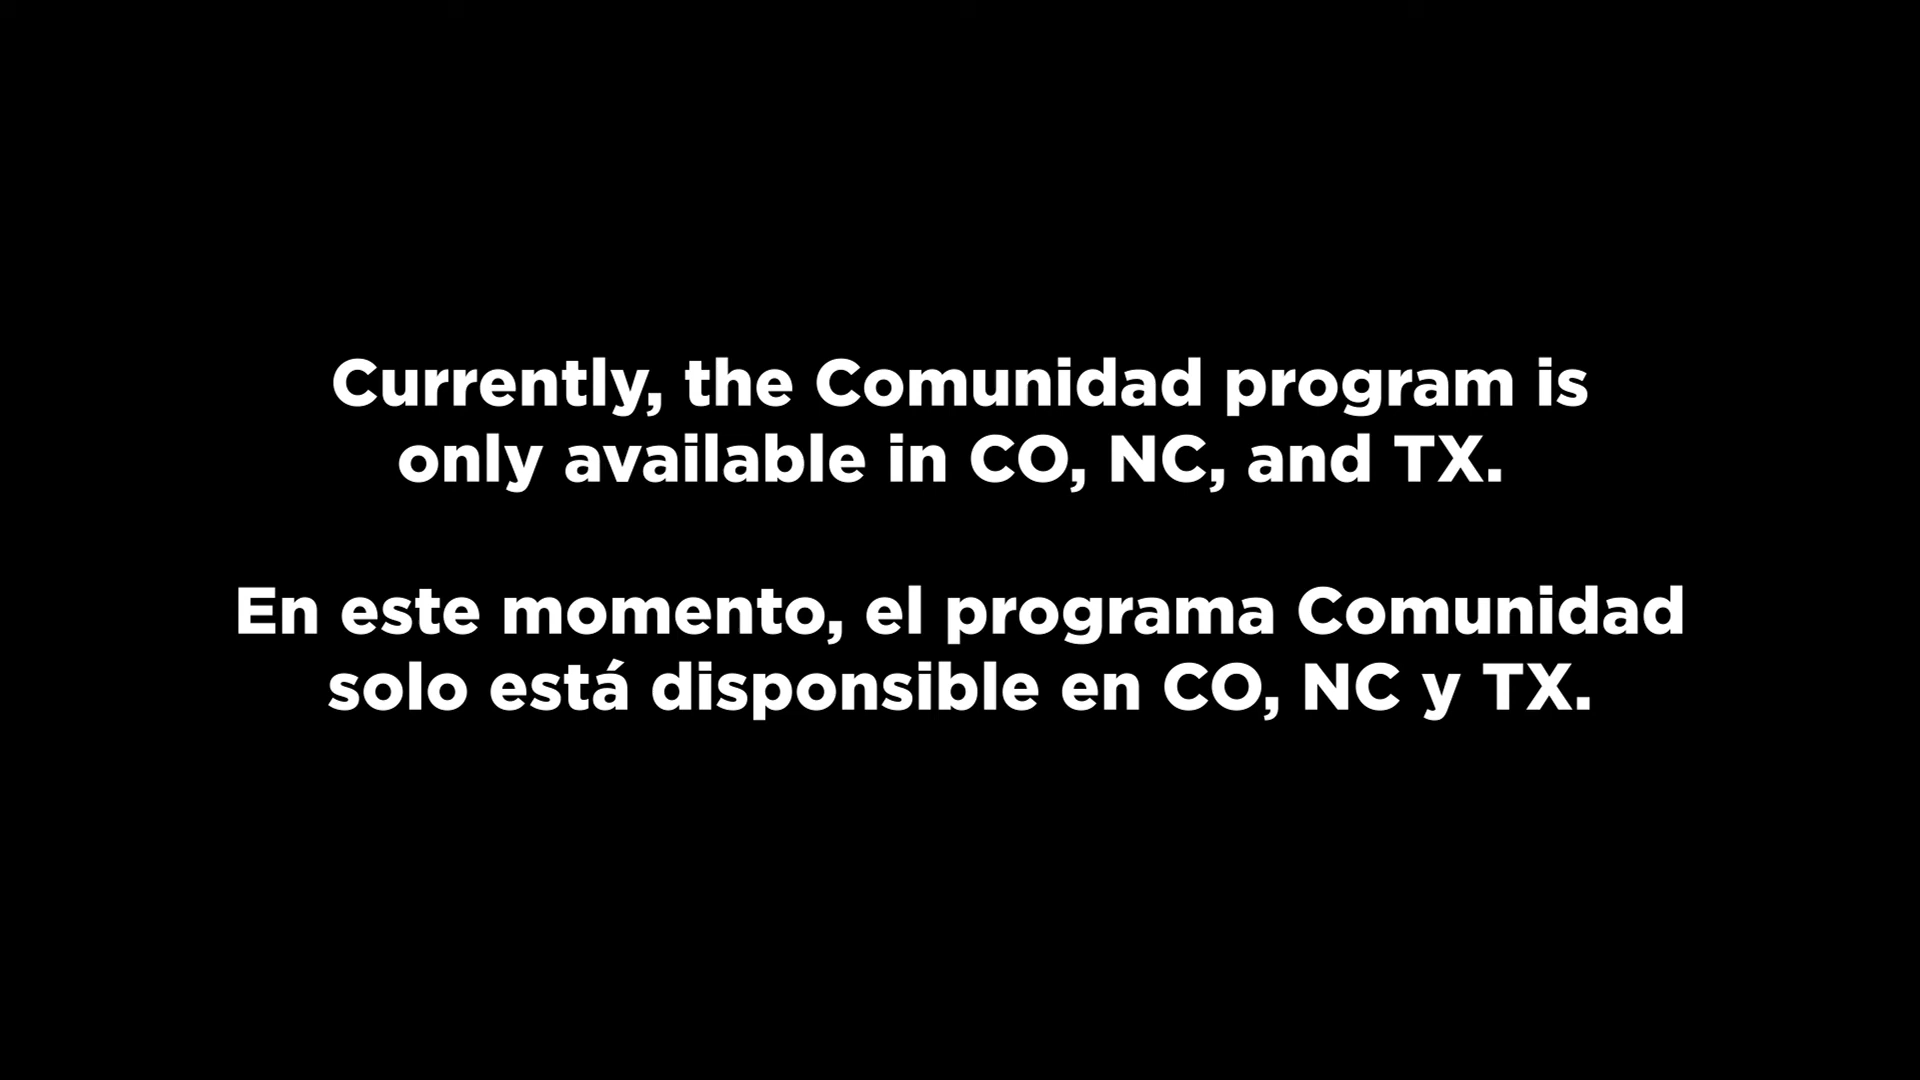 Currently, the Comunidad program is
only available in CO, NC, and TX.
En este momento, el programa Comunidad
solo está disponsible en CO, NC y TX.